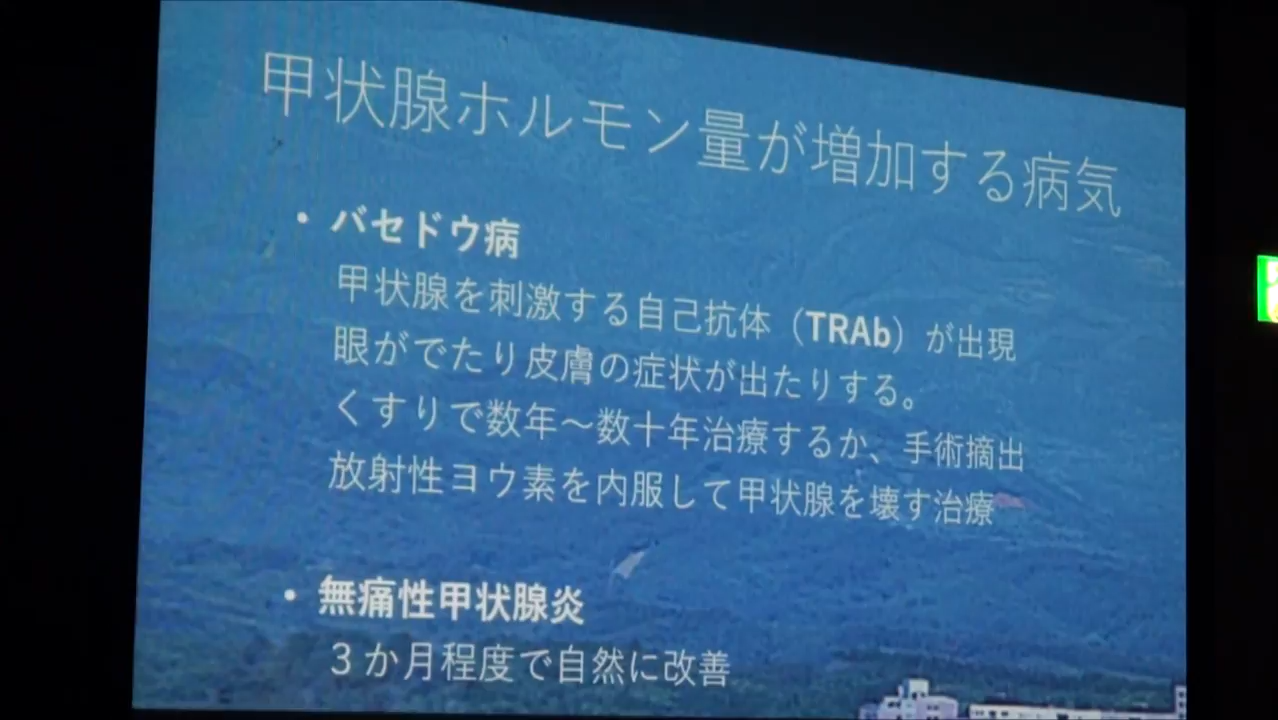 甲状腺ホルモン量が増加する病気
• バセドウ病
甲状腺を刺激する自己抗体（TRAb）が出現
眼がでたり皮膚の症状が出たりする。
くすりで数年～数十年治療するか、手術摘出
放射性ヨウ素を内服して甲状腺を壊す治療
• 無痛性甲状腺炎
３か月程度で自然に改善